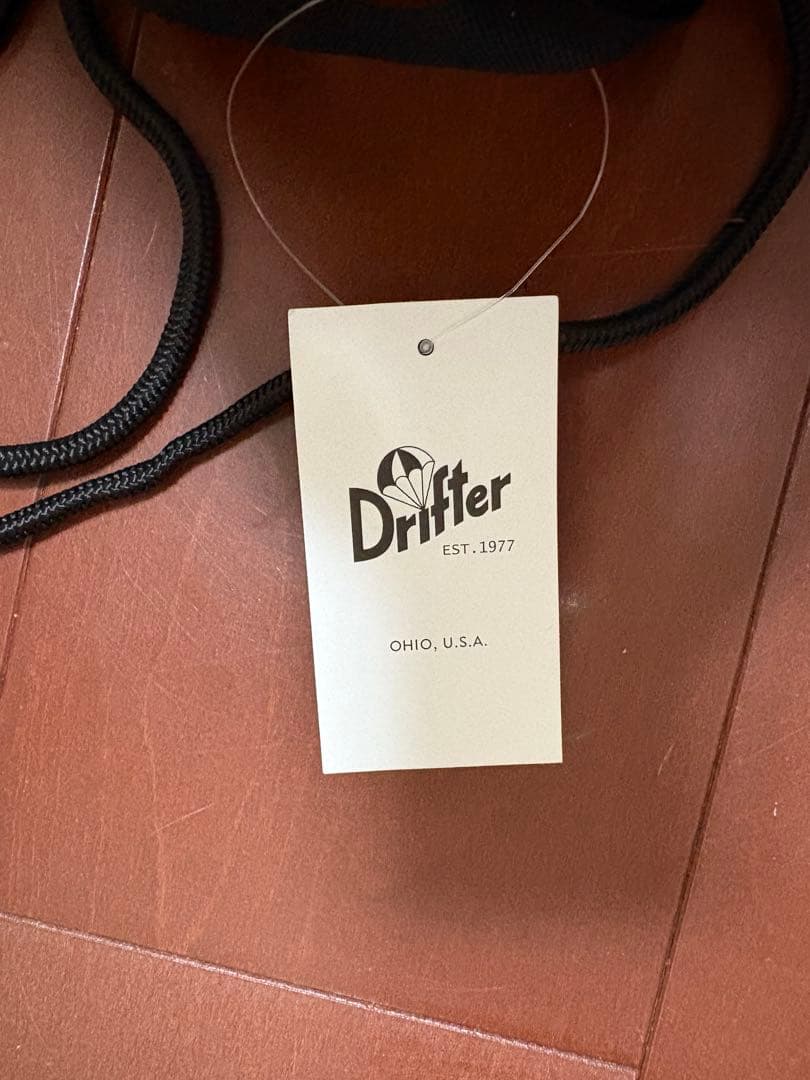 Drifter
EST.1977
OHIO, U.S.A.